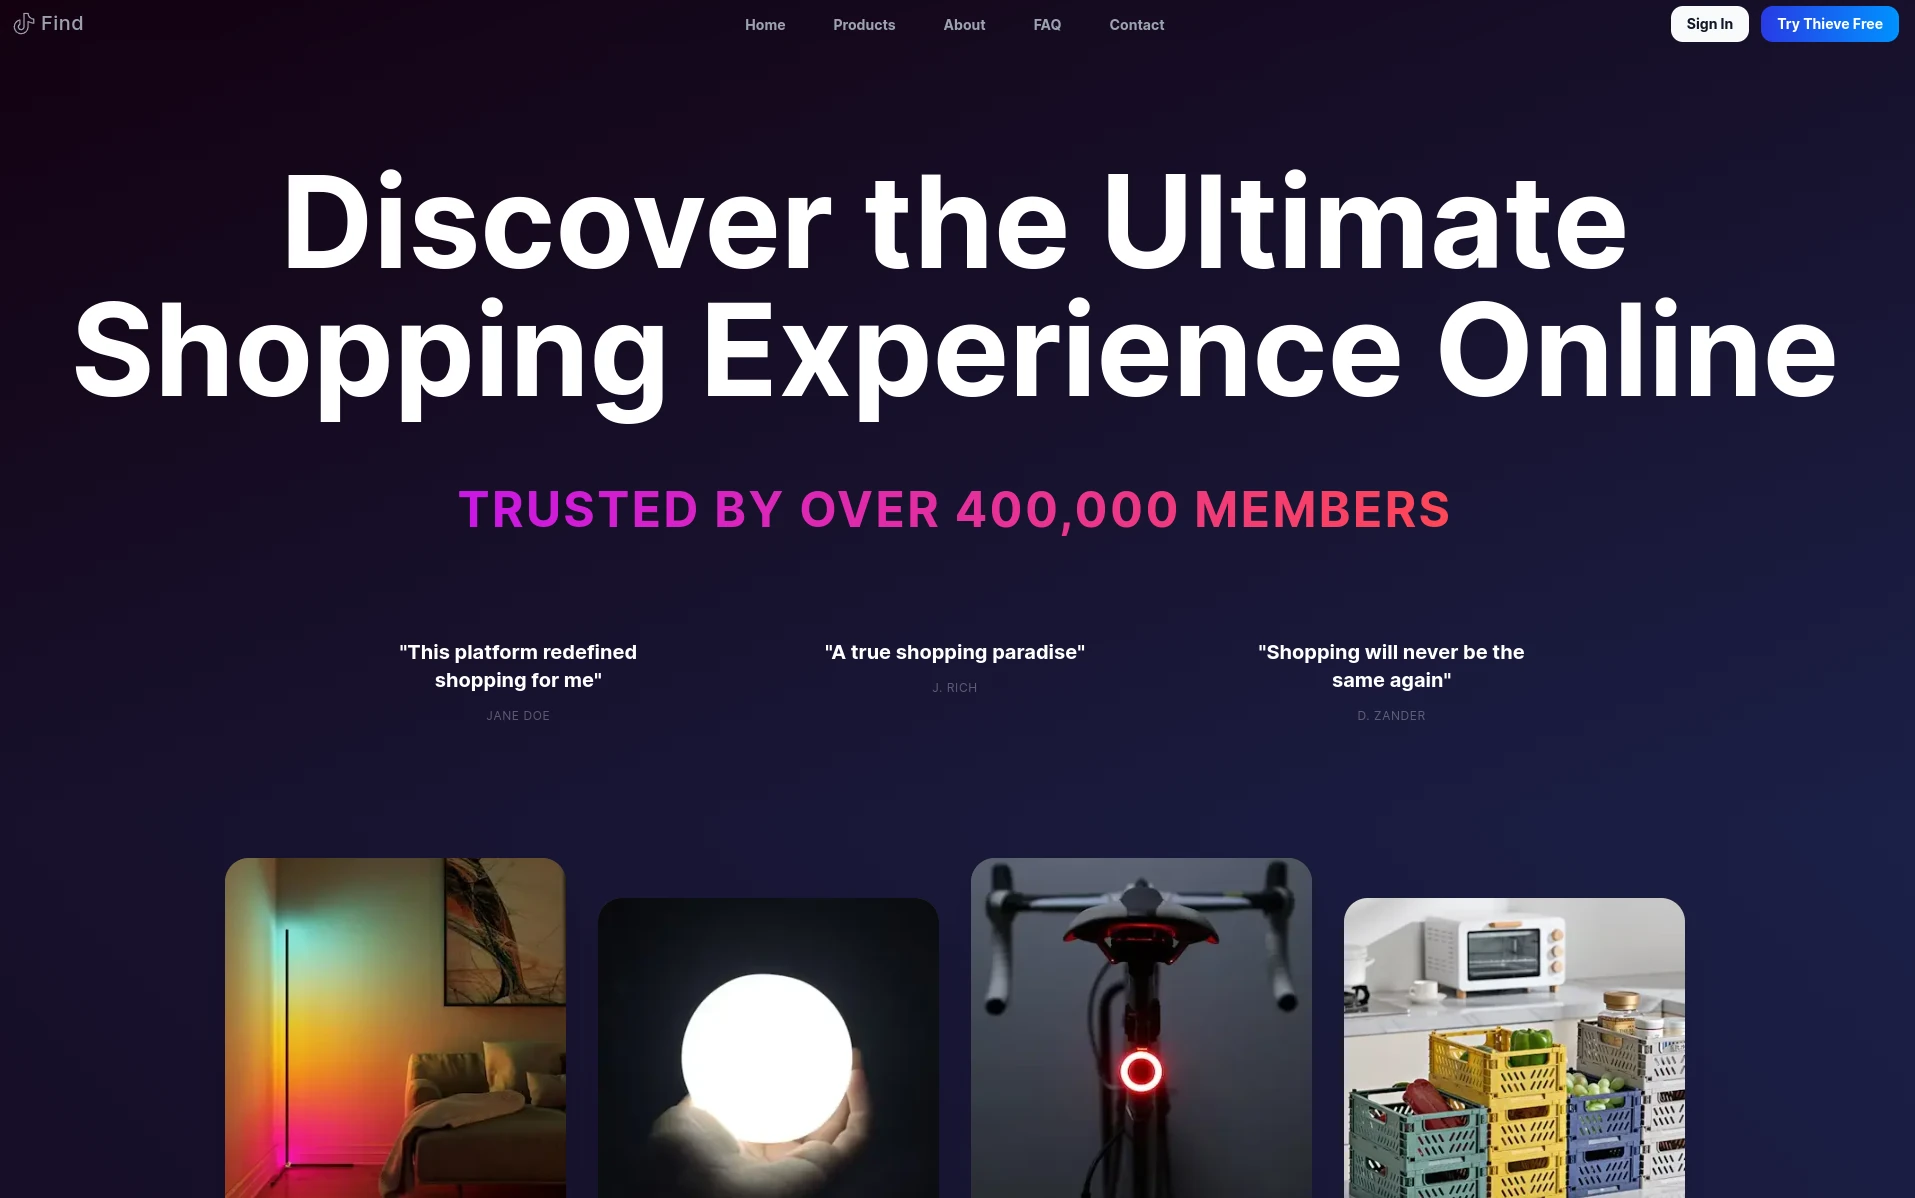 Find
Home Products About FAQ Contact
Sign In Try Thieve Free
Discover the Ultimate
Shopping Experience Online
TRUSTED BY OVER 400,000 MEMBERS
"This platform redefined
shopping for me"
JANE DOE
"A true shopping paradise"
J. RICH
"Shopping will never be the
same again"
D. ZANDER